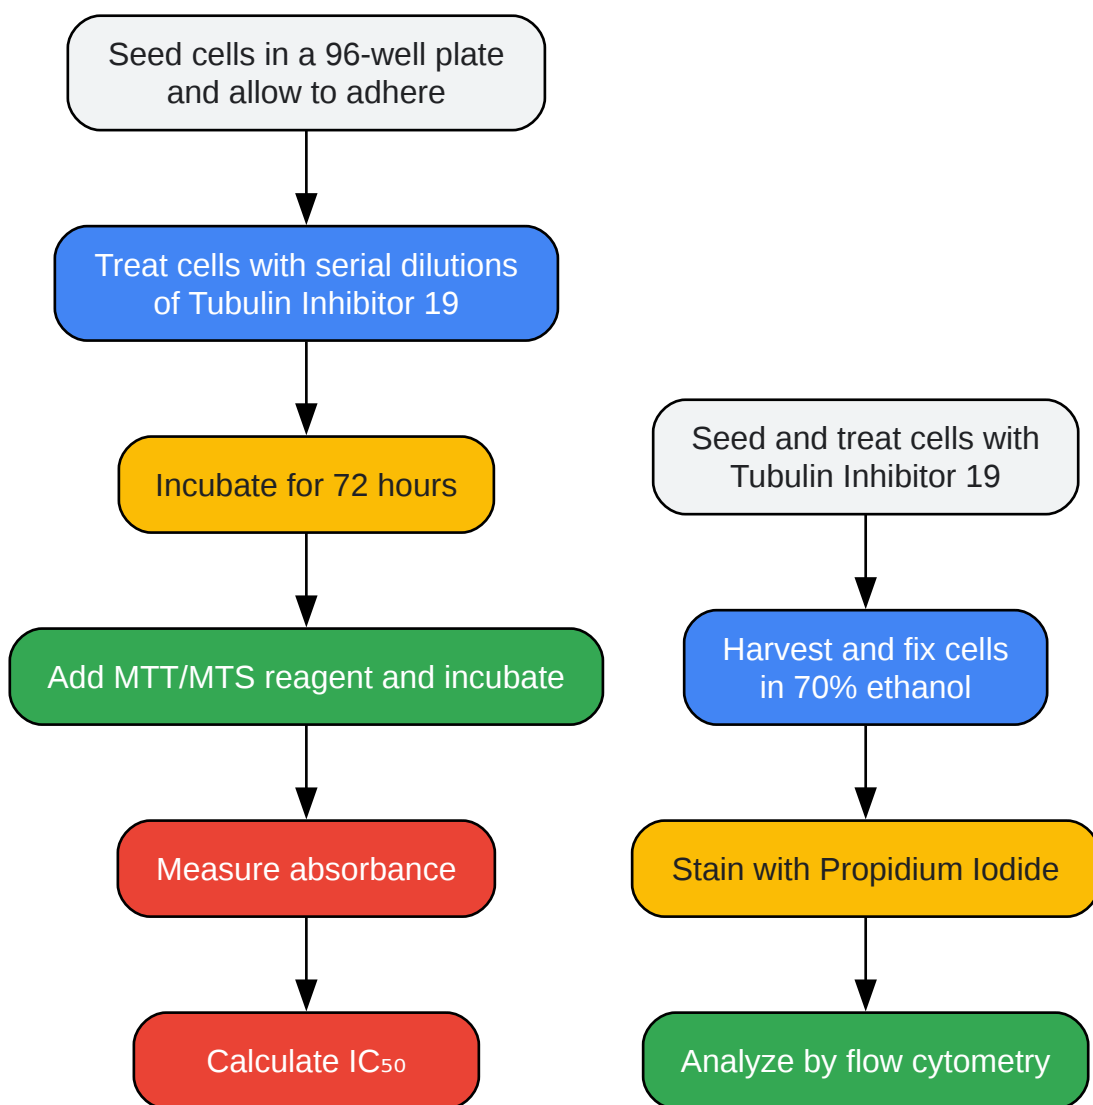 Seed cells in a 96-well plate
and allow to adhere
Treat cells with serial dilutions
of Tubulin Inhibitor 19
Incubate for 72 hours
Add MTT/MTS reagent and incubate
Measure absorbance
Calculate IC₅₀
Seed and treat cells with
Tubulin Inhibitor 19
Harvest and fix cells
in 70% ethanol
Stain with Propidium Iodide
Analyze by flow cytometry